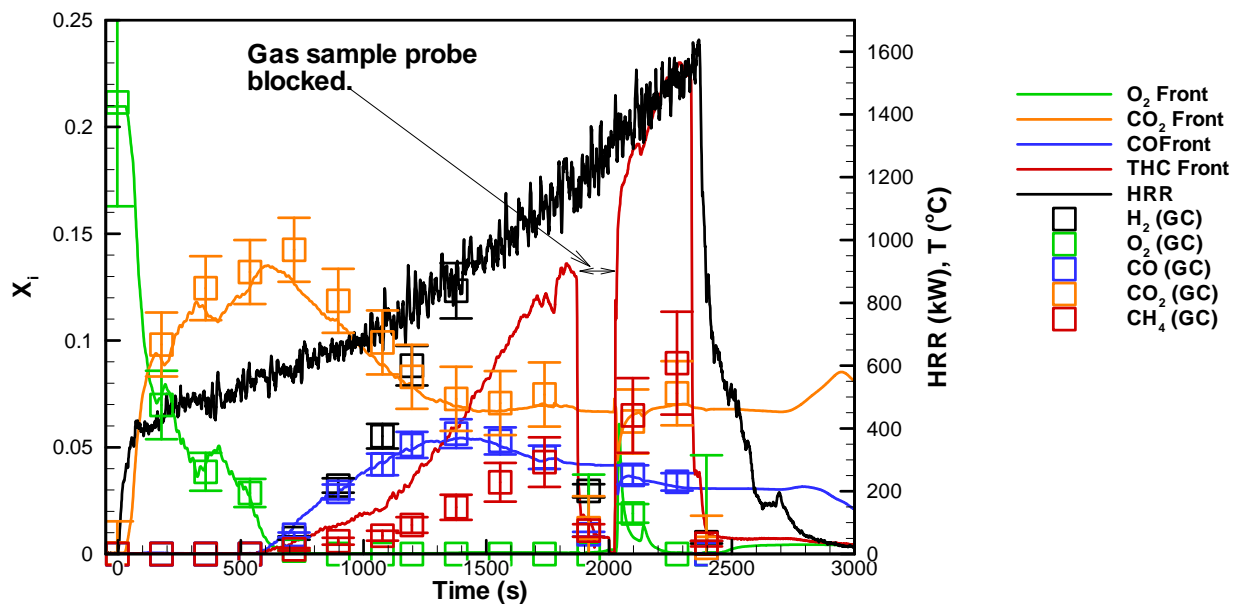 0.25
0.2
0.15
0.1
0.05
0
X_i
Gas sample probe
blocked.
1600
1400
1200
1000
800
600
400
200
0
HRR (kW), T (°C)
0 500 1000 1500 2000 2500 3000
Time (s)
O₂ Front
CO₂ Front
COFront
THC Front
HRR
H₂ (GC)
O₂ (GC)
CO (GC)
CO₂ (GC)
CH₄ (GC)